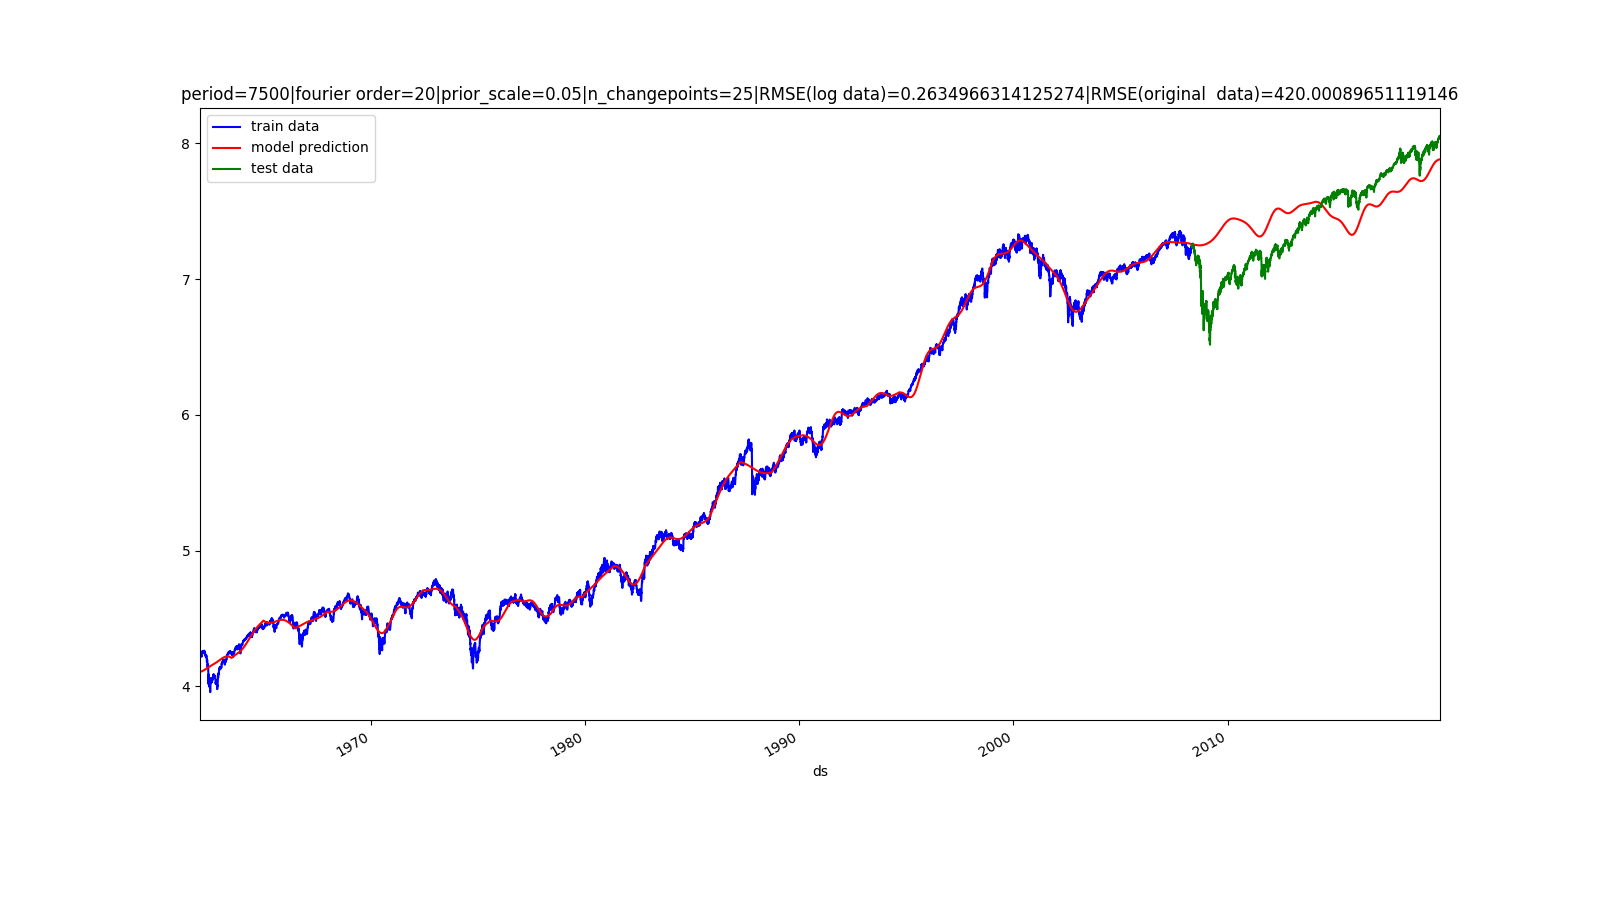 period=7500|fourier order=20|prior_scale=0.05|n_changepoints=25|RMSE(log data)=0.2634966314125274|RMSE(original  data)=420.00089651119146
train data
model prediction
test data
8
7
6
5
4
1970
1980
1990
2000
2010
ds